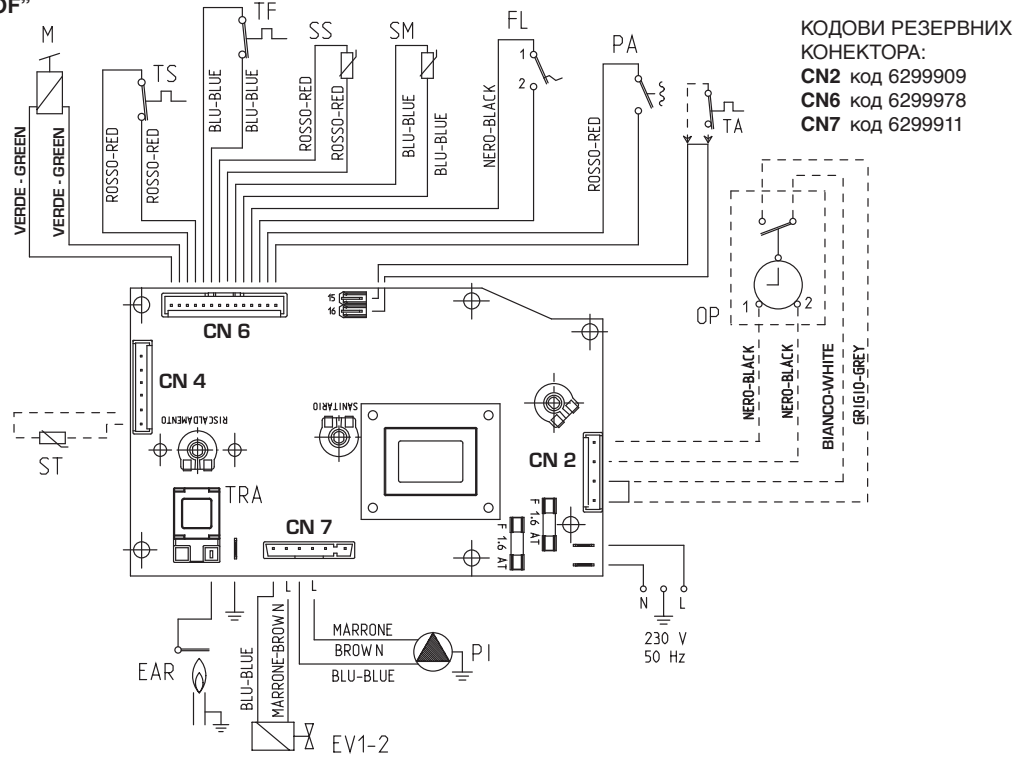 OF”
КОДОВИ РЕЗЕРВНИХ
КОНЕКТОРА:
CN2 код 6299909
CN6 код 6299978
CN7 код 6299911
M
TS
TF
SS
SM
FL
PA
TA
1
2
VERDE - GREEN
VERDE - GREEN
ROSSO-RED
ROSSO-RED
BLU-BLUE
BLU-BLUE
ROSSO-RED
ROSSO-RED
BLU-BLUE
BLU-BLUE
NERO-BLACK
ROSSO-RED
15
16
CN 6
CN 4
RISCALDAMENTO
SANITARIO
ST
TRA
CN 7
CN 2
F 1.6 AT
F 1.6 AT
OP
1
2
NERO-BLACK
NERO-BLACK
BIANCO-WHITE
GRIGIO-GREY
N
L
230 V
50 Hz
L
L
EAR
BLU-BLUE
MARRONE-BROWN
MARRONE
BROWN
BLU-BLUE
PI
EV1-2